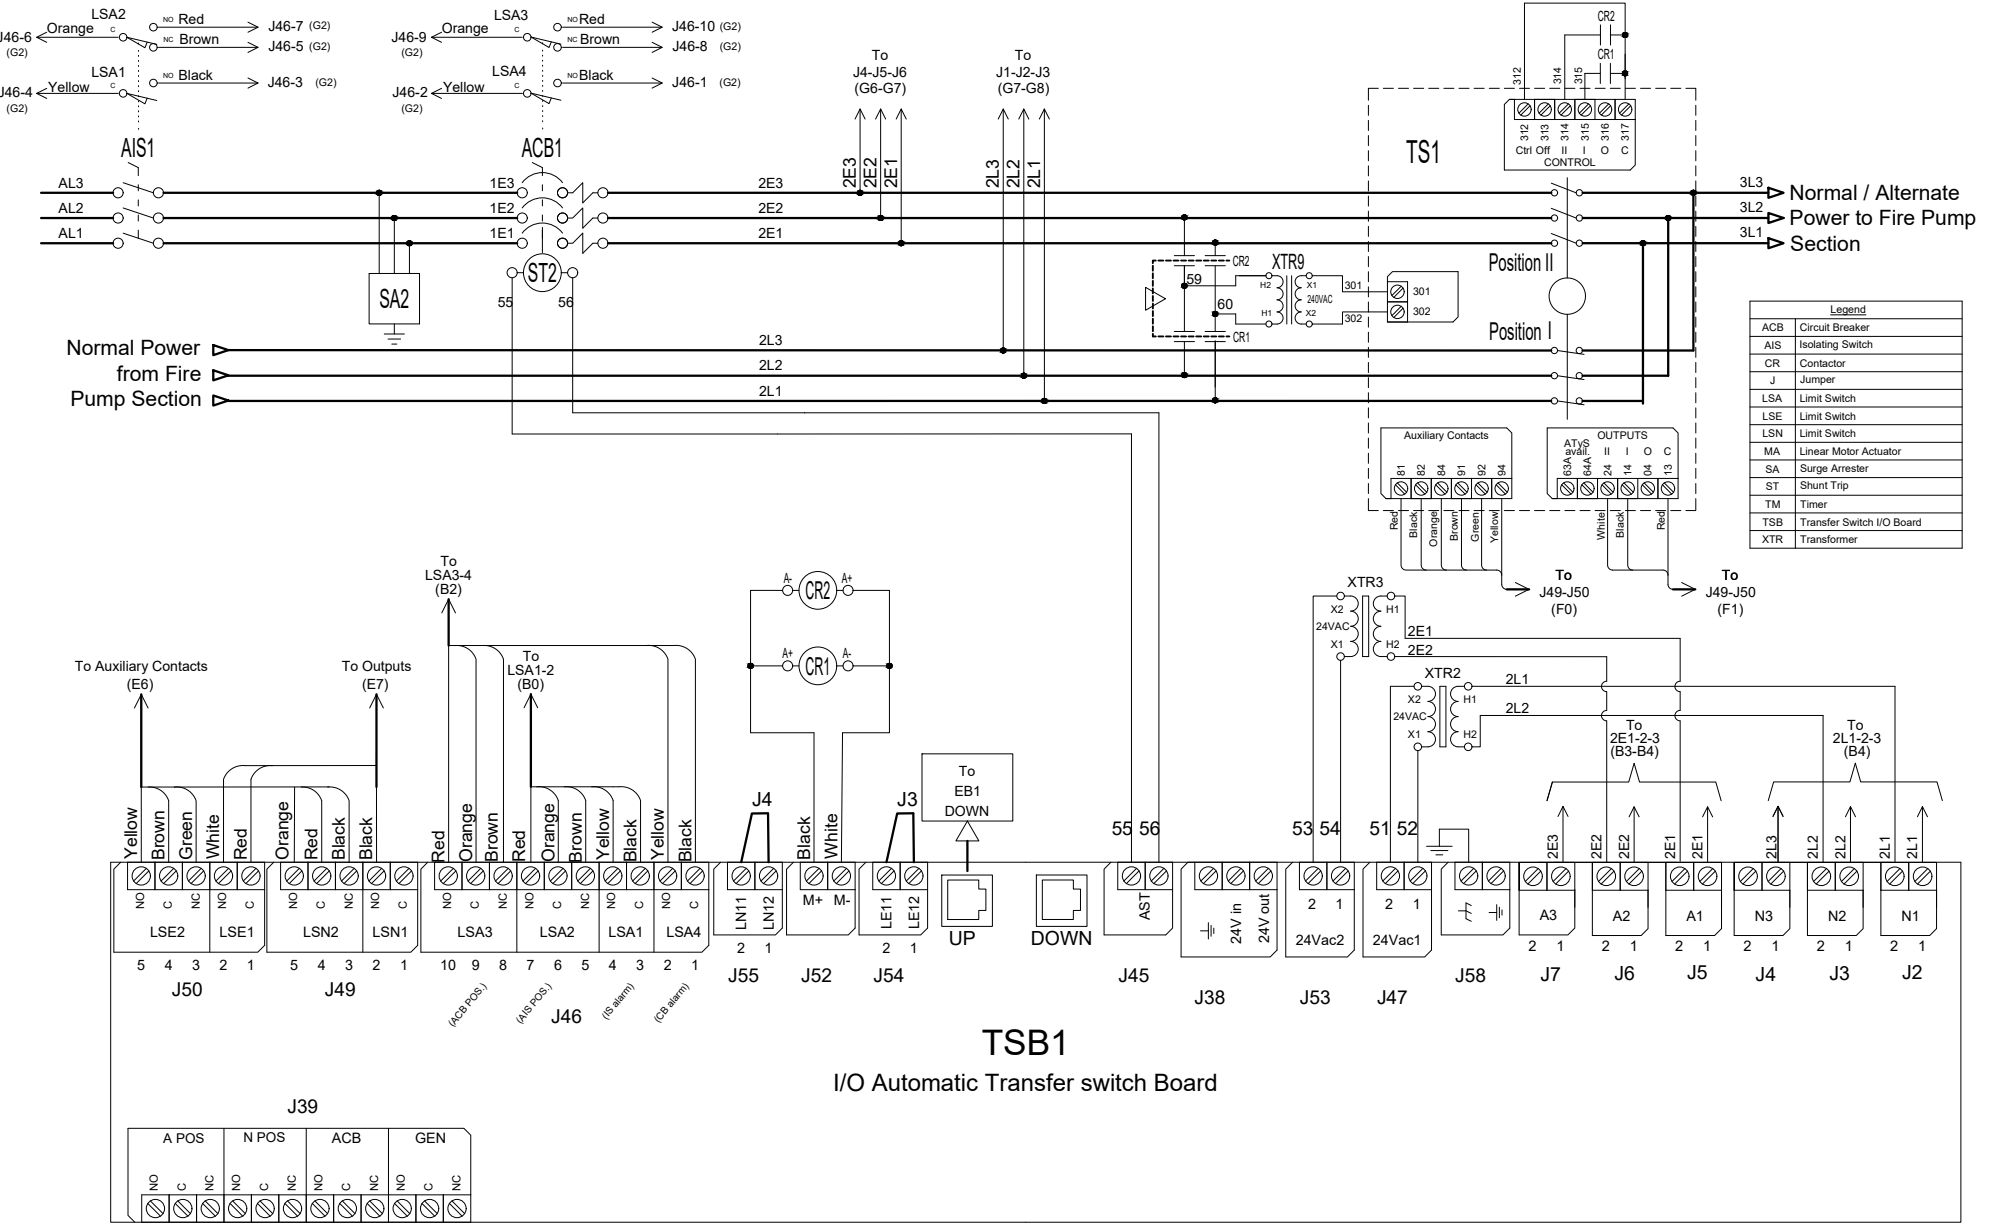 LSA2
NO Red
J46-7 (G2)
J46-6
(G2)
Orange
C
NC Brown
J46-5 (G2)
LSA1
C
NO Black
J46-3 (G2)
J46-4
(G2)
Yellow
LSA3
NO Red
J46-10 (G2)
J46-9
(G2)
Orange
C
NC Brown
J46-8 (G2)
LSA4
C
NO Black
J46-1 (G2)
J46-2
(G2)
Yellow
To
J4-J5-J6
(G6-G7)
To
J1-J2-J3
(G7-G8)
2E3
2E2
2E1
2L3
2L2
2L1
CR2
CR1
312
314
315
312 313 314 315 316 317
Ctrl Off II I O C
CONTROL
TS1
AIS1
ACB1
AL3
1E3
2E3
3L3
Normal / Alternate
AL2
1E2
2E2
3L2
Power to Fire Pump
AL1
1E1
2E1
3L1
Section
ST2
55
56
SA2
CR2
59
60
CR1
XTR9
H2
H1
X1
240VAC
X2
301
302
301
302
Position II
Position I
Normal Power
from Fire
Pump Section
2L3
2L2
2L1
Legend
ACB Circuit Breaker
AIS Isolating Switch
CR Contactor
J Jumper
LSA Limit Switch
LSE Limit Switch
LSN Limit Switch
MA Linear Motor Actuator
SA Surge Arrester
ST Shunt Trip
TM Timer
TSB Transfer Switch I/O Board
XTR Transformer
Auxiliary Contacts
81 82 84 91 92 94
Red Black Orange Brown Green Yellow
OUTPUTS
ATyS
avail. II I O C
63A 64A 24 14 04 13
White Black Red
To
J49-J50
(F0)
To
J49-J50
(F1)
To
LSA3-4
(B2)
To Auxiliary Contacts
(E6)
To Outputs
(E7)
To
LSA1-2
(B0)
A- CR2 A+
A+ CR1 A-
XTR3
X2
24VAC
X1
H1
H2
2E1
2E2
XTR2
X2
24VAC
X1
H1
H2
2L1
2L2
To
2E1-2-3
(B3-B4)
To
2L1-2-3
(B4)
To
EB1
DOWN
J4
J3
Yellow Brown Green White Red
Orange Red Black Black
Red Orange Brown Red Orange Brown Yellow Black Yellow Black
Black White
55 56
53 54
51 52
2E3 2E2 2E2 2E1 2E1
2L3 2L2 2L2 2L1 2L1
NO C NC NO C
LSE2 LSE1
5 4 3 2 1
J50
NO C NC NO C
LSN2 LSN1
5 4 3 2 1
J49
NO C NC NO C NC NO C NO C
LSA3 LSA2 LSA1 LSA4
10 9 8 7 6 5 4 3 2 1
(ACB POS.) (AIS POS.) (IS alarm) (CB alarm)
J46
LN11 LN12
2 1
J55
M+ M-
J52
LE11 LE12
2 1
J54
UP
DOWN
AST
J45
24V in
24V out
J38
2 1
24Vac2
J53
2 1
24Vac1
J47
J58
A3
2 1
J7
A2
2 1
J6
A1
2 1
J5
N3
2 1
J4
N2
2 1
J3
N1
2 1
J2
TSB1
I/O Automatic Transfer switch Board
J39
A POS N POS ACB GEN
NO C NC NO C NC NO C NC NO C NC